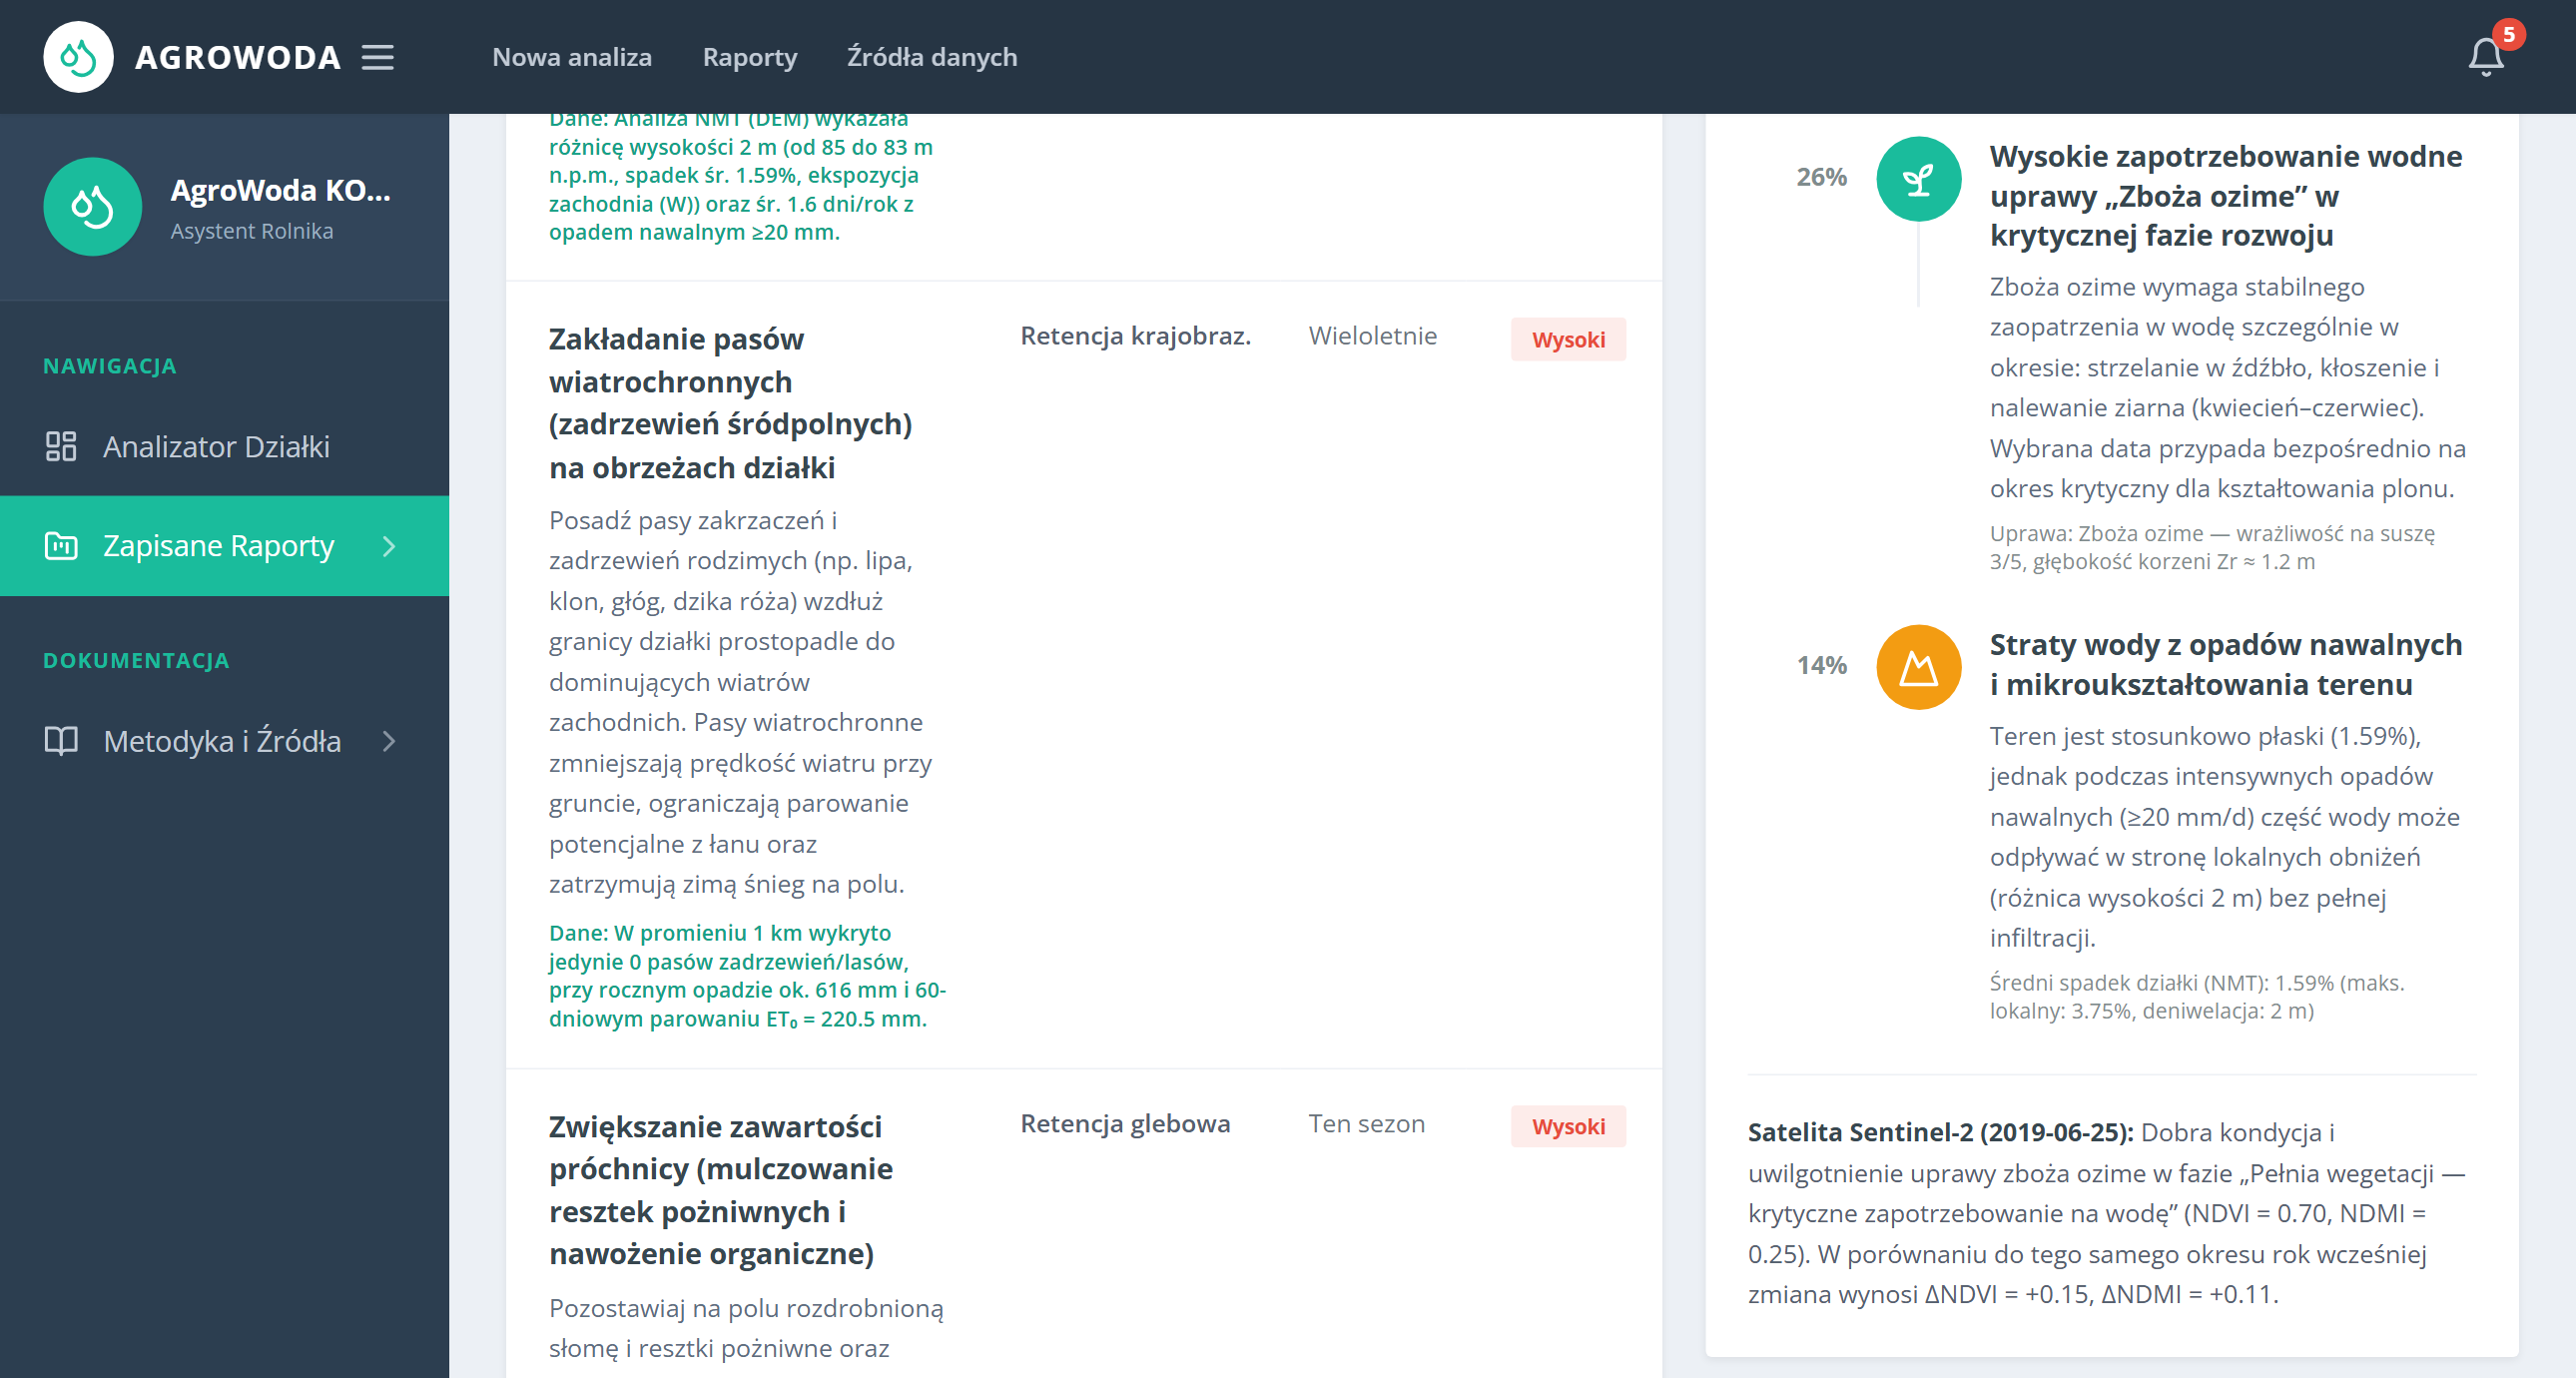 AGROWODA
Nowa analiza
Raporty
Źródła danych
5
AgroWoda KO...
Asystent Rolnika
NAWIGACJA
Analizator Działki
Zapisane Raporty
DOKUMENTACJA
Metodyka i Źródła
Dane: Analiza NMT (DEM) wykazała
różnicę wysokości 2 m (od 85 do 83 m
n.p.m., spadek śr. 1.59%, ekspozycja
zachodnia (W)) oraz śr. 1.6 dni/rok z
opadem nawalnym ≥20 mm.
Zakładanie pasów
wiatrochronnych
(zadrzewień śródpolnych)
na obrzeżach działki
Retencja krajobraz.
Wieloletnie
Wysoki
Posadź pasy zakrzaczeń i
zadrzewień rodzimych (np. lipa,
klon, głóg, dzika róża) wzdłuż
granicy działki prostopadle do
dominujących wiatrów
zachodnich. Pasy wiatrochronne
zmniejszają prędkość wiatru przy
gruncie, ograniczają parowanie
potencjalne z łanu oraz
zatrzymują zimą śnieg na polu.
Dane: W promieniu 1 km wykryto
jedynie 0 pasów zadrzewień/lasów,
przy rocznym opadzie ok. 616 mm i 60-
dniowym parowaniu ET₀ = 220.5 mm.
Zwiększanie zawartości
próchnicy (mulczowanie
resztek pożniwnych i
nawożenie organiczne)
Retencja glebowa
Ten sezon
Wysoki
Pozostawiaj na polu rozdrobnioną
słomę i resztki pożniwne oraz
26%
Wysokie zapotrzebowanie wodne
uprawy „Zboża ozime” w
krytycznej fazie rozwoju
Zboża ozime wymaga stabilnego
zaopatrzenia w wodę szczególnie w
okresie: strzelanie w źdźbło, kłoszenie i
nalewanie ziarna (kwiecień–czerwiec).
Wybrana data przypada bezpośrednio na
okres krytyczny dla kształtowania plonu.
Uprawa: Zboża ozime — wrażliwość na suszę
3/5, głębokość korzeni Zr ≈ 1.2 m
14%
Straty wody z opadów nawalnych
i mikroukształtowania terenu
Teren jest stosunkowo płaski (1.59%),
jednak podczas intensywnych opadów
nawalnych (≥20 mm/d) część wody może
odpływać w stronę lokalnych obniżeń
(różnica wysokości 2 m) bez pełnej
infiltracji.
Średni spadek działki (NMT): 1.59% (maks.
lokalny: 3.75%, deniwelacja: 2 m)
Satelita Sentinel-2 (2019-06-25): Dobra kondycja i
uwilgotnienie uprawy zboża ozime w fazie „Pełnia wegetacji —
krytyczne zapotrzebowanie na wodę” (NDVI = 0.70, NDMI =
0.25). W porównaniu do tego samego okresu rok wcześniej
zmiana wynosi ΔNDVI = +0.15, ΔNDMI = +0.11.